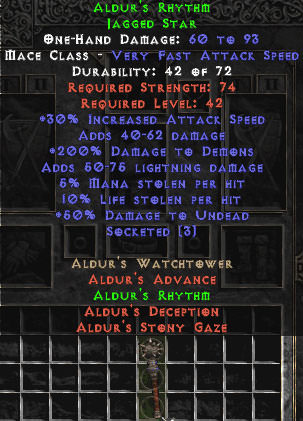 Aldur's Rhythm
Jagged Star
One-Hand Damage: 60 to 93
Mace Class - Very Fast Attack Speed
Durability: 42 of 72
Required Strength: 74
Required Level: 42
+30% Increased Attack Speed
Adds 40-62 damage
+200% Damage to Demons
Adds 50-75 lightning damage
5% Mana stolen per hit
10% Life stolen per hit
+50% Damage to Undead
Socketed (3)
Aldur's Watchtower
Aldur's Advance
Aldur's Rhythm
Aldur's Deception
Aldur's Stony Gaze